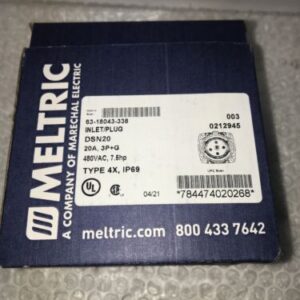 MELTRIC
A COMPANY OF MARECHAL ELECTRIC
63-18043-338
INLET/PLUG
DSN20
20A, 3P+G
480VAC, 7.5hp
TYPE 4X, IP69
003
0212945
04/21
*784474020268*
meltric.com 800 433 7642